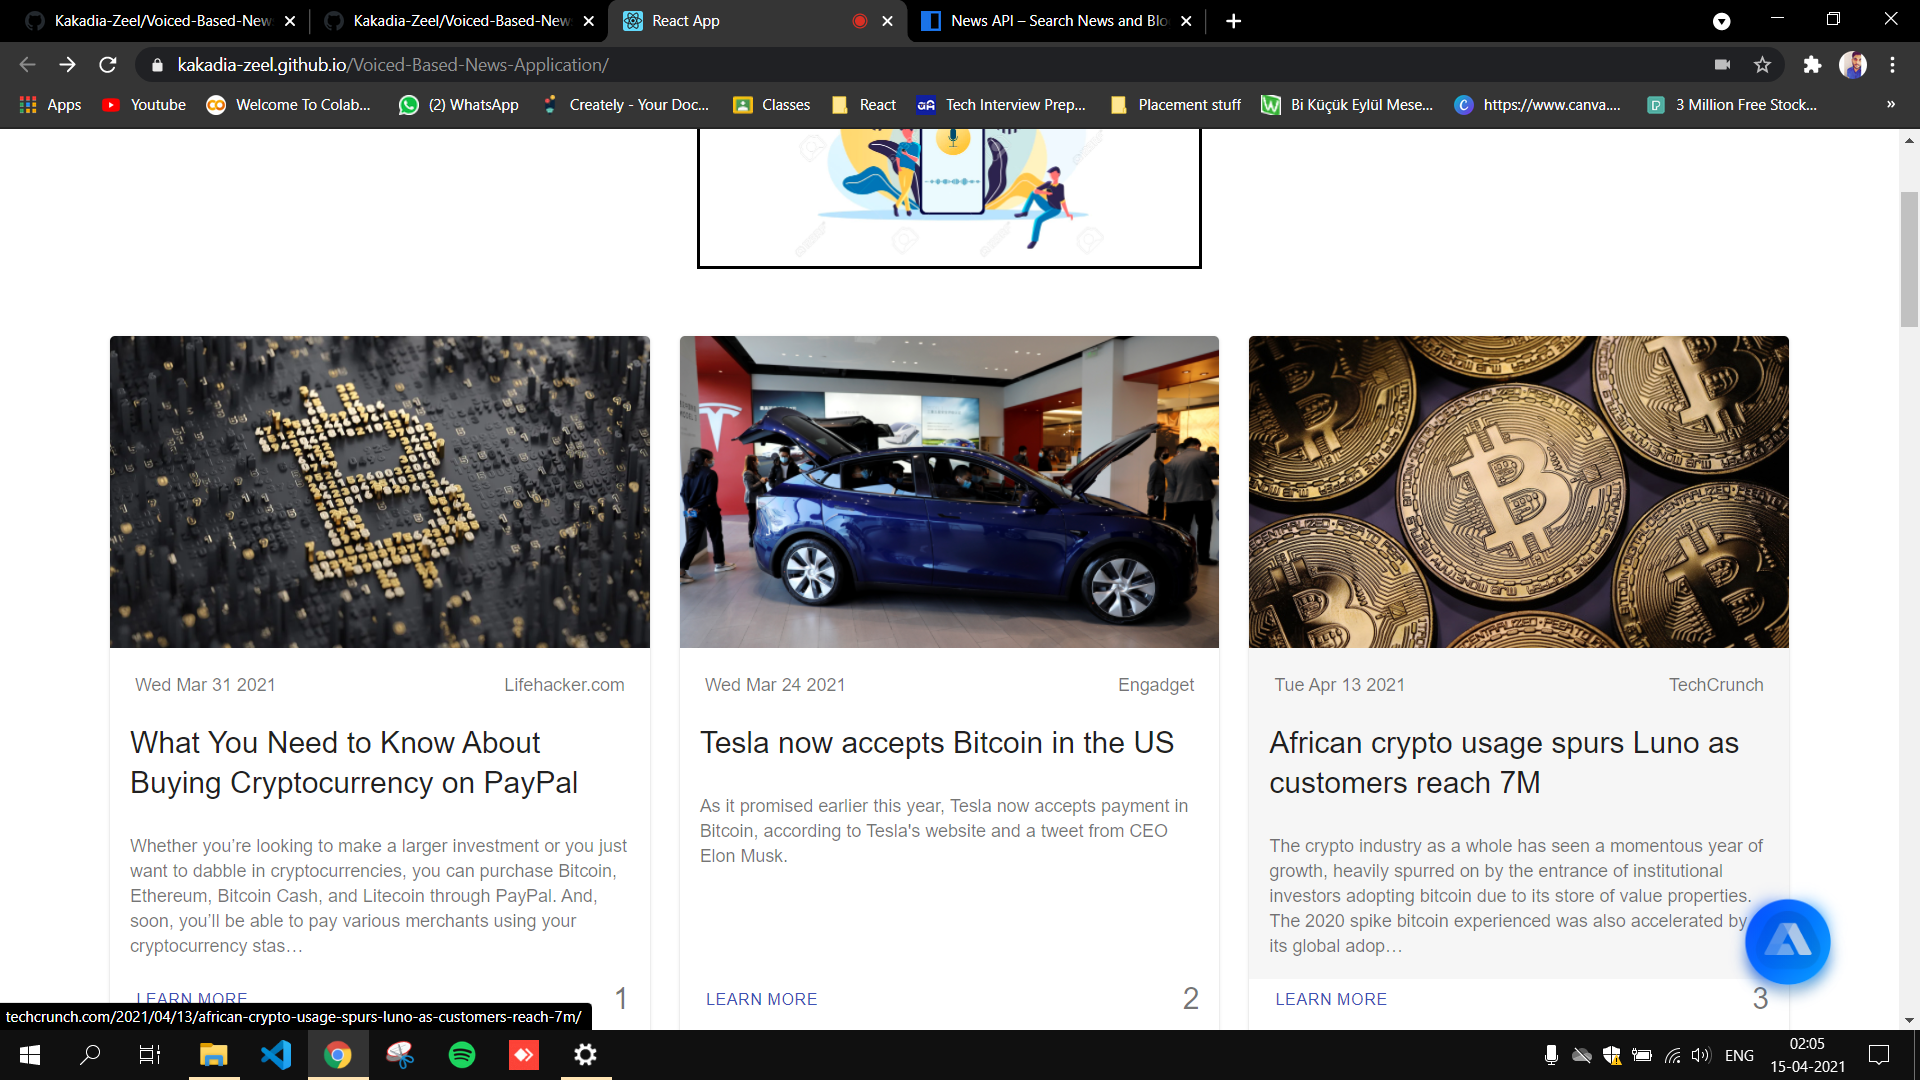 Kakadia-Zeel/Voiced-Based-New
Kakadia-Zeel/Voiced-Based-New
React App
News API – Search News and Blo
kakadia-zeel.github.io/Voiced-Based-News-Application/
Apps
Youtube
Welcome To Colab...
(2) WhatsApp
Creately - Your Doc...
Classes
React
Tech Interview Prep...
Placement stuff
Bi Küçük Eylül Mese...
https://www.canva....
3 Million Free Stock...
»
Wed Mar 31 2021
Lifehacker.com
What You Need to Know About
Buying Cryptocurrency on PayPal
Whether you’re looking to make a larger investment or you just
want to dabble in cryptocurrencies, you can purchase Bitcoin,
Ethereum, Bitcoin Cash, and Litecoin through PayPal. And,
soon, you’ll be able to pay various merchants using your
cryptocurrency stas…
LEARN MORE
1
Wed Mar 24 2021
Engadget
Tesla now accepts Bitcoin in the US
As it promised earlier this year, Tesla now accepts payment in
Bitcoin, according to Tesla's website and a tweet from CEO
Elon Musk.
LEARN MORE
2
Tue Apr 13 2021
TechCrunch
African crypto usage spurs Luno as
customers reach 7M
The crypto industry as a whole has seen a momentous year of
growth, heavily spurred on by the entrance of institutional
investors adopting bitcoin due to its store of value properties.
The 2020 spike bitcoin experienced was also accelerated by
its global adop…
LEARN MORE
3
techcrunch.com/2021/04/13/african-crypto-usage-spurs-luno-as-customers-reach-7m/
ENG
02:05
15-04-2021